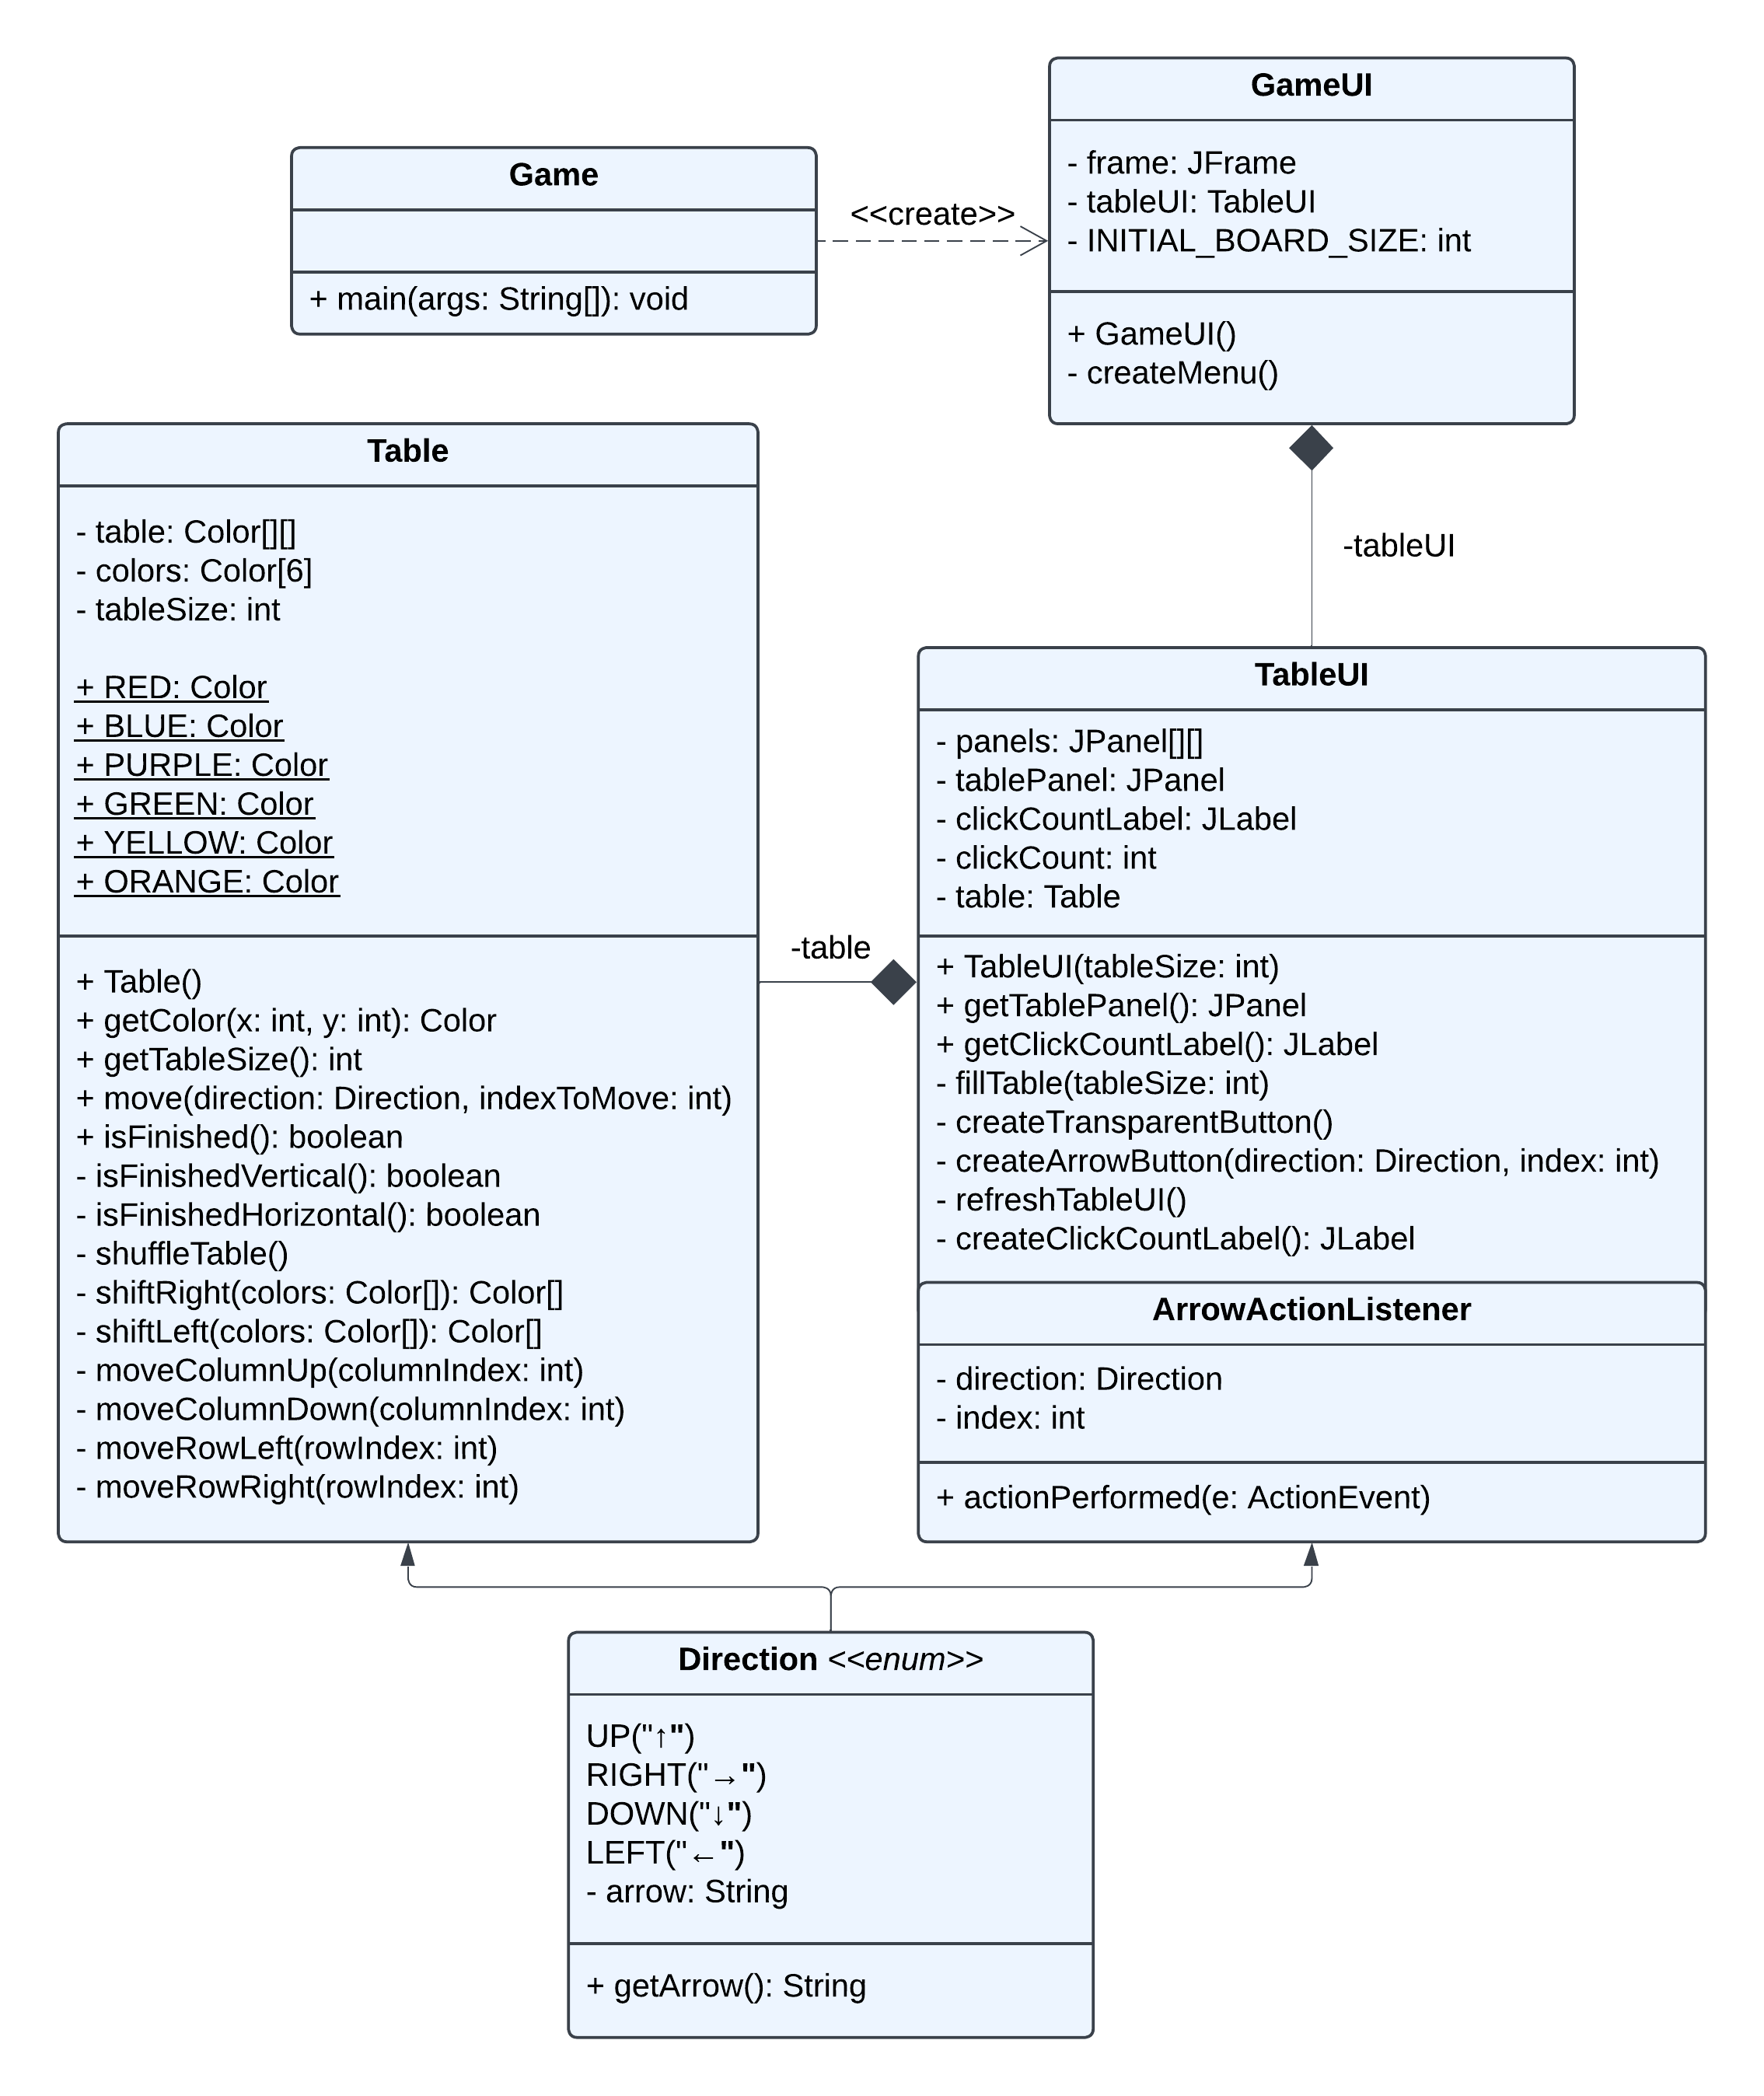 GameUI
- frame: JFrame
- tableUI: TableUI
- INITIAL_BOARD_SIZE: int
+ GameUI()
- createMenu()
Game
+ main(args: String[]): void
<<create>>
Table
- table: Color[][]
- colors: Color[6]
- tableSize: int
+ RED: Color
+ BLUE: Color
+ PURPLE: Color
+ GREEN: Color
+ YELLOW: Color
+ ORANGE: Color
+ Table()
+ getColor(x: int, y: int): Color
+ getTableSize(): int
+ move(direction: Direction, indexToMove: int)
+ isFinished(): boolean
- isFinishedVertical(): boolean
- isFinishedHorizontal(): boolean
- shuffleTable()
- shiftRight(colors: Color[]): Color[]
- shiftLeft(colors: Color[]): Color[]
- moveColumnUp(columnIndex: int)
- moveColumnDown(columnIndex: int)
- moveRowLeft(rowIndex: int)
- moveRowRight(rowIndex: int)
-tableUI
-table
TableUI
- panels: JPanel[][]
- tablePanel: JPanel
- clickCountLabel: JLabel
- clickCount: int
- table: Table
+ TableUI(tableSize: int)
+ getTablePanel(): JPanel
+ getClickCountLabel(): JLabel
- fillTable(tableSize: int)
- createTransparentButton()
- createArrowButton(direction: Direction, index: int)
- refreshTableUI()
- createClickCountLabel(): JLabel
ArrowActionListener
- direction: Direction
- index: int
+ actionPerformed(e: ActionEvent)
Direction <<enum>>
UP("↑")
RIGHT("→")
DOWN("↓")
LEFT("←")
- arrow: String
+ getArrow(): String